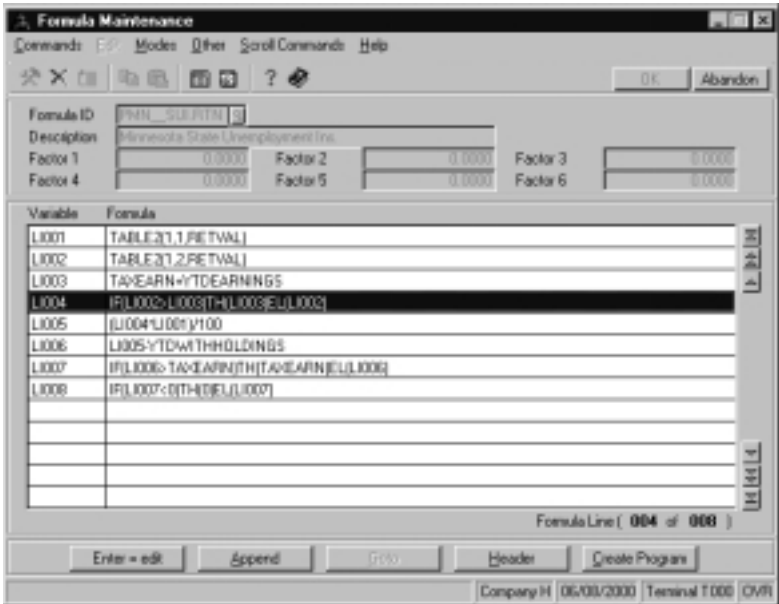 Formula Maintenance
Commands Edit Modes Other Scroll Commands Help
? OK Abandon
Formula ID PMN__SUI.RTN
Description Minnesota State Unemployment Ins.
Factor 1 0.0000 Factor 2 0.0000 Factor 3 0.0000
Factor 4 0.0000 Factor 5 0.0000 Factor 6 0.0000
Variable Formula
LI001 TABLE2(1,1,RETVAL)
LI002 TABLE2(1,2,RETVAL)
LI003 TAXEARN+YTDEARNINGS
LI004 IF(LI002>LI003)TH(LI003)EL(LI002)
LI005 (LI004*LI001)/100
LI006 LI005-YTDWITHHOLDINGS
LI007 IF(LI006>TAXEARN)TH(TAXEARN)EL(LI006)
LI008 IF(LI007<0)TH(0)EL(LI007)
Formula Line ( 004 of 008 )
Enter = edit Append Goto Header Create Program
Company H 06/08/2000 Terminal T000 OVR